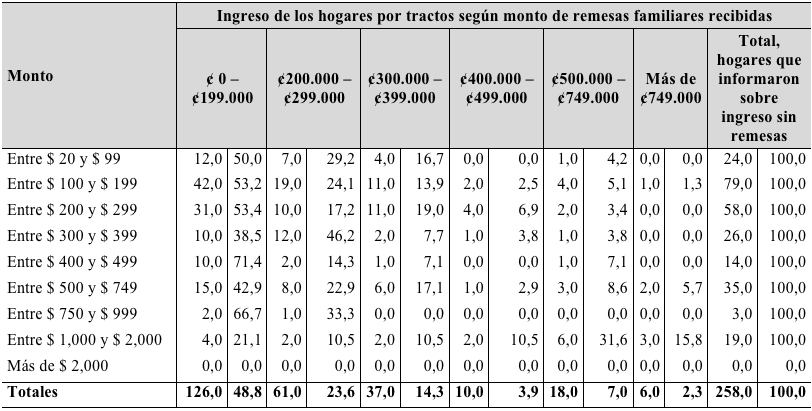 Ingreso de los hogares por tractos según monto de remesas familiares recibidas
Monto
¢ 0 –
¢199.000
¢200.000 –
¢299.000
¢300.000 –
¢399.000
¢400.000 –
¢499.000
¢500.000 –
¢749.000
Más de
¢749.000
Total,
hogares que
informaron
sobre
ingreso sin
remesas
Entre $ 20 y $ 99 12,0 50,0 7,0 29,2 4,0 16,7 0,0 0,0 1,0 4,2 0,0 0,0 24,0 100,0
Entre $ 100 y $ 199 42,0 53,2 19,0 24,1 11,0 13,9 2,0 2,5 4,0 5,1 1,0 1,3 79,0 100,0
Entre $ 200 y $ 299 31,0 53,4 10,0 17,2 11,0 19,0 4,0 6,9 2,0 3,4 0,0 0,0 58,0 100,0
Entre $ 300 y $ 399 10,0 38,5 12,0 46,2 2,0 7,7 1,0 3,8 1,0 3,8 0,0 0,0 26,0 100,0
Entre $ 400 y $ 499 10,0 71,4 2,0 14,3 1,0 7,1 0,0 0,0 1,0 7,1 0,0 0,0 14,0 100,0
Entre $ 500 y $ 749 15,0 42,9 8,0 22,9 6,0 17,1 1,0 2,9 3,0 8,6 2,0 5,7 35,0 100,0
Entre $ 750 y $ 999 2,0 66,7 1,0 33,3 0,0 0,0 0,0 0,0 0,0 0,0 0,0 0,0 3,0 100,0
Entre $ 1,000 y $ 2,000 4,0 21,1 2,0 10,5 2,0 10,5 2,0 10,5 6,0 31,6 3,0 15,8 19,0 100,0
Más de $ 2,000 0,0 0,0 0,0 0,0 0,0 0,0 0,0 0,0 0,0 0,0 0,0 0,0 0,0 0,0
Totales 126,0 48,8 61,0 23,6 37,0 14,3 10,0 3,9 18,0 7,0 6,0 2,3 258,0 100,0